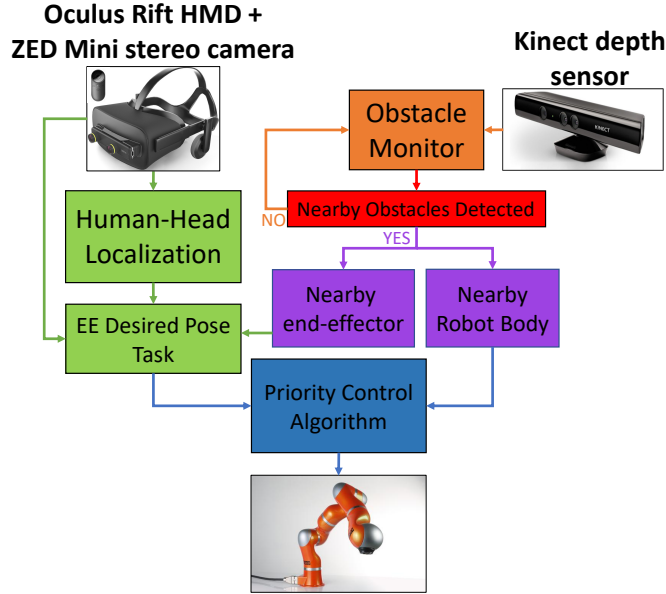 Oculus Rift HMD +
ZED Mini stereo camera
Kinect depth
sensor
KINECT
Obstacle
Monitor
Human-Head
Localization
Nearby Obstacles Detected
NO
YES
Nearby
end-effector
Nearby
Robot Body
EE Desired Pose
Task
Priority Control
Algorithm